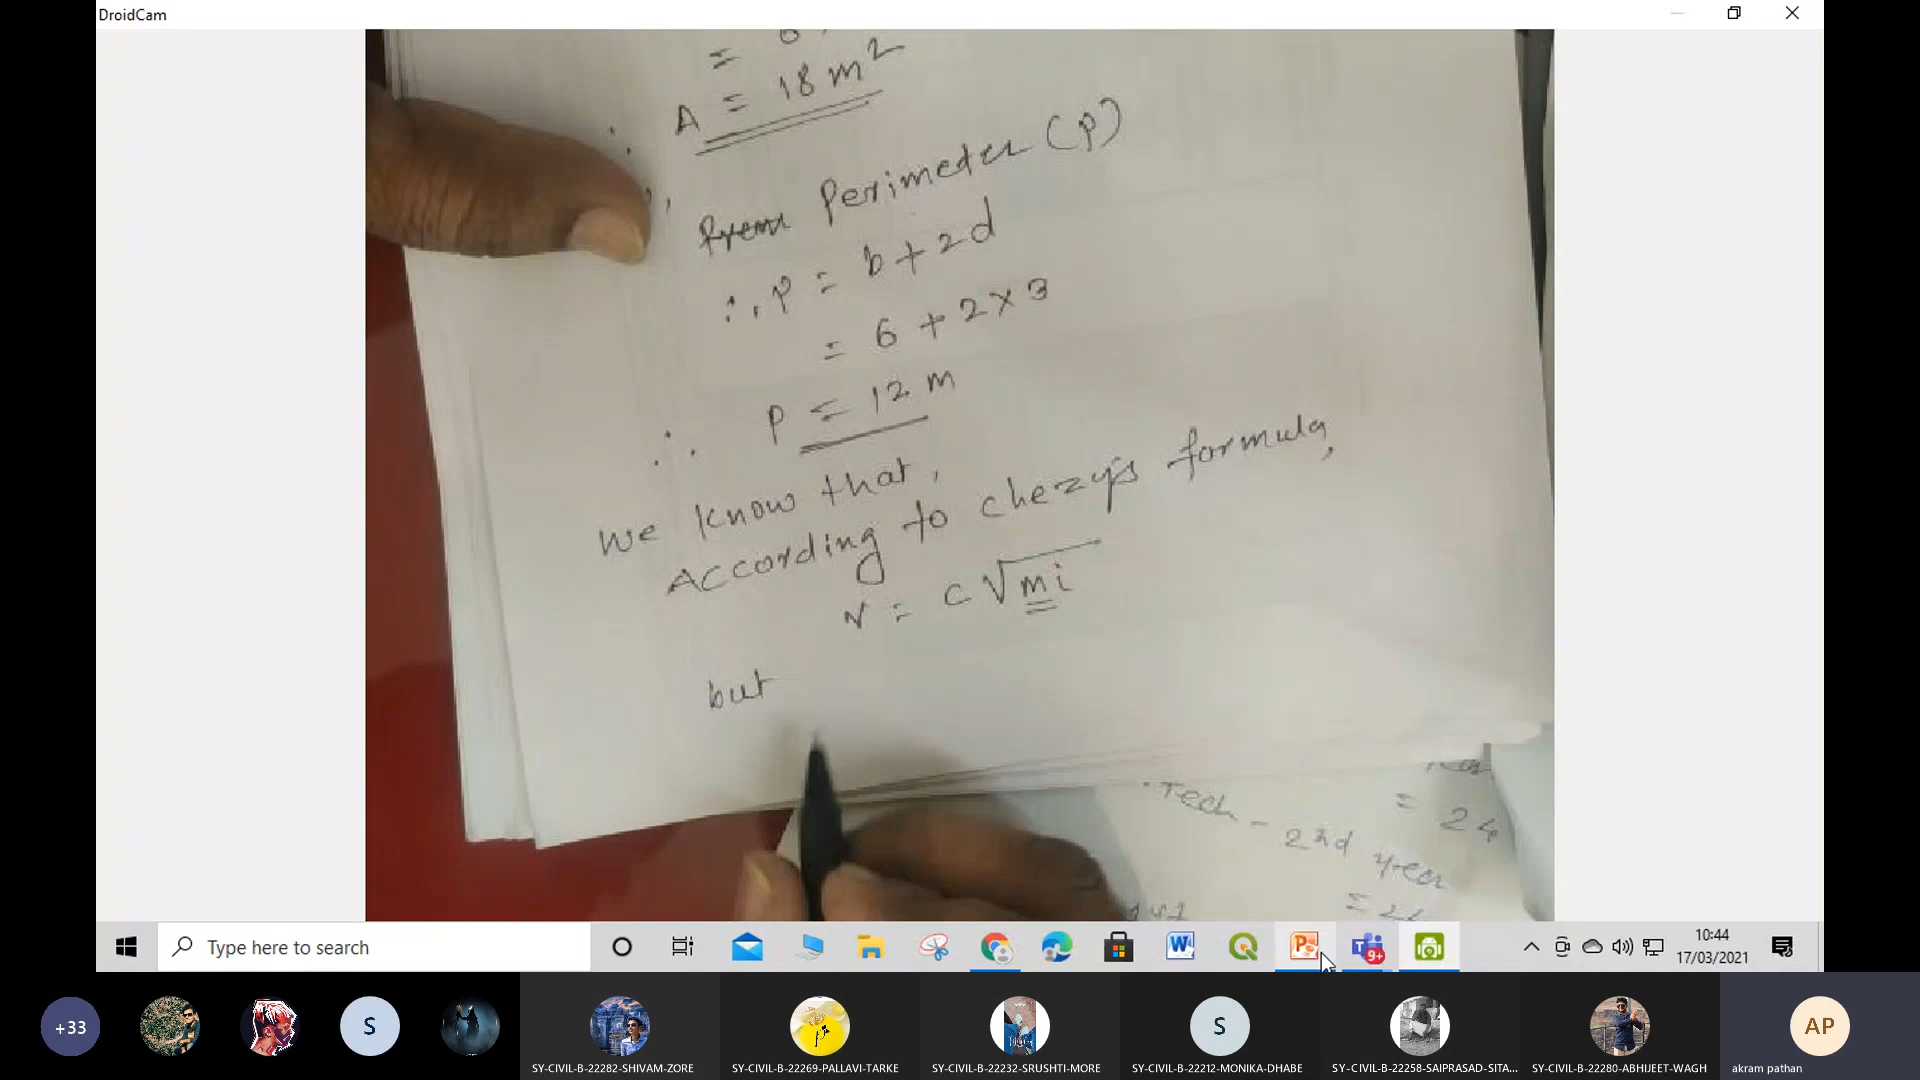 DroidCam
= 6
∴ A = 18 m²
Perimeter (P)
∴ P = b + 2d
= 6 + 2 × 3
∴ P = 12 m
We know that,
According to chezy's formula,
V = C√mi
but
Tech - 2nd year
= 24
Type here to search
10:44
17/03/2021
9+
+33
S
S
AP
SY-CIVIL-B-22282-SHIVAM-ZORE
SY-CIVIL-B-22269-PALLAVI-TARKE
SY-CIVIL-B-22232-SRUSHTI-MORE
SY-CIVIL-B-22212-MONIKA-DHABE
SY-CIVIL-B-22258-SAIPRASAD-SITA...
SY-CIVIL-B-22280-ABHIJEET-WAGH
akram pathan